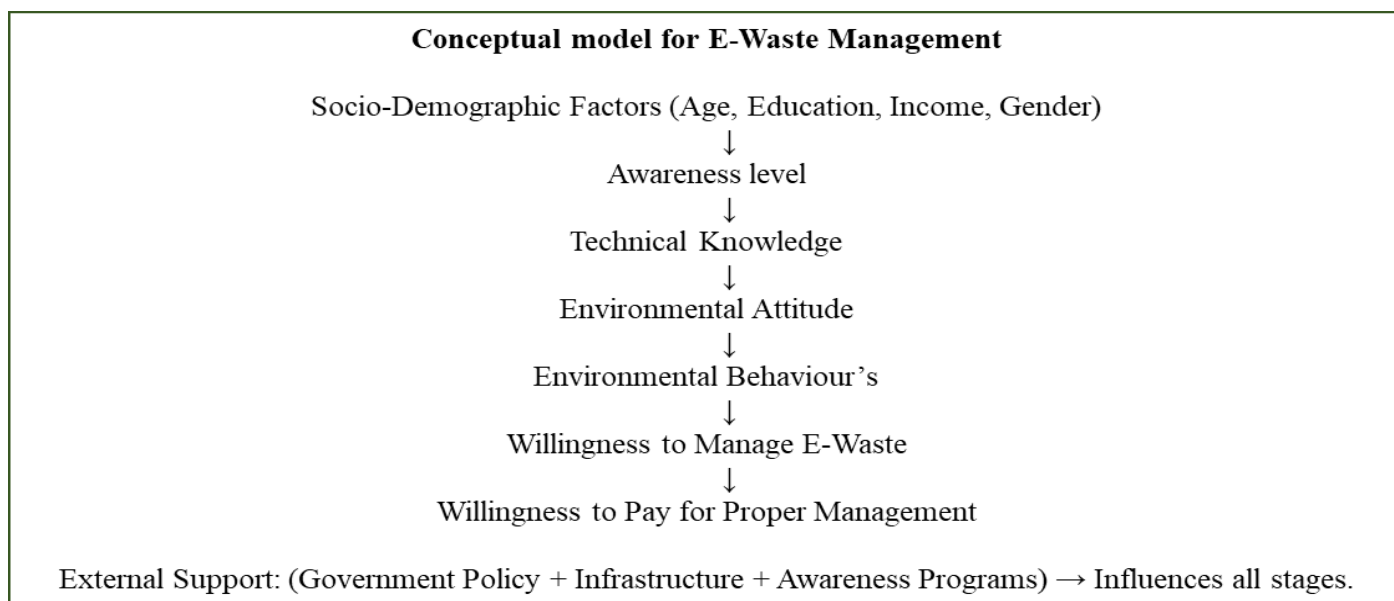 Conceptual model for E-Waste Management
Socio-Demographic Factors (Age, Education, Income, Gender)
↓
Awareness level
↓
Technical Knowledge
↓
Environmental Attitude
↓
Environmental Behaviour’s
↓
Willingness to Manage E-Waste
↓
Willingness to Pay for Proper Management
External Support: (Government Policy + Infrastructure + Awareness Programs) → Influences all stages.